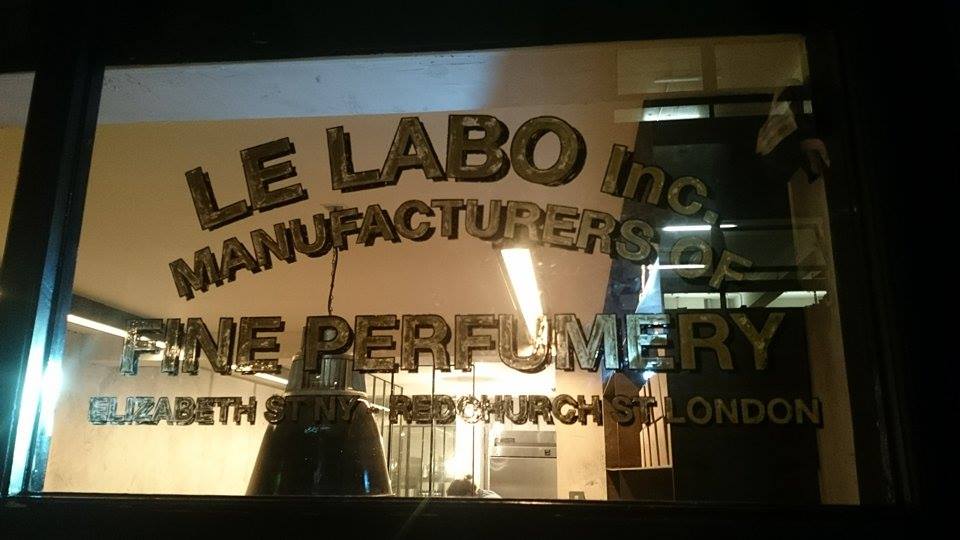 LE LABO Inc.
MANUFACTURERS OF
FINE PERFUMERY
ELIZABETH ST NY - REDCHURCH ST LONDON